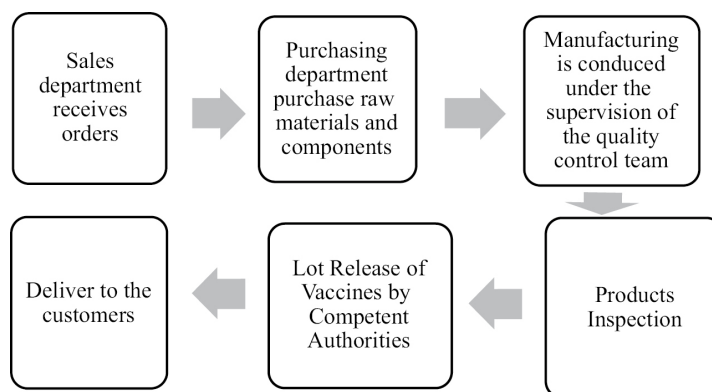 Sales
department
receives
orders
Purchasing
department
purchase raw
materials and
components
Manufacturing
is conduced
under the
supervision of
the quality
control team
Products
Inspection
Lot Release of
Vaccines by
Competent
Authorities
Deliver to the
customers